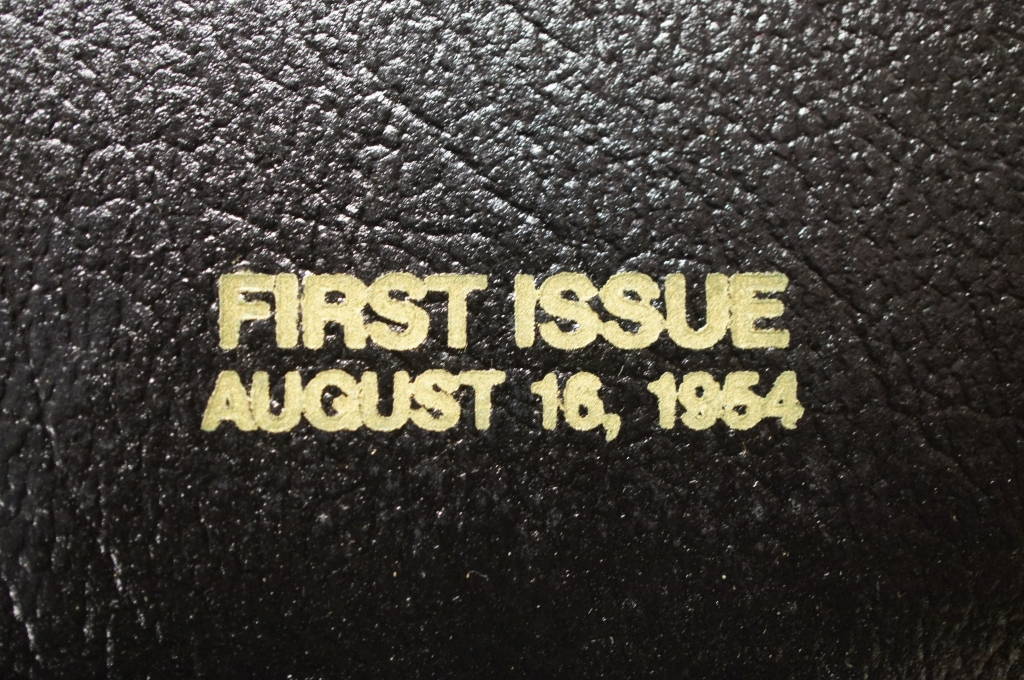 FIRST ISSUE
AUGUST 16, 1954